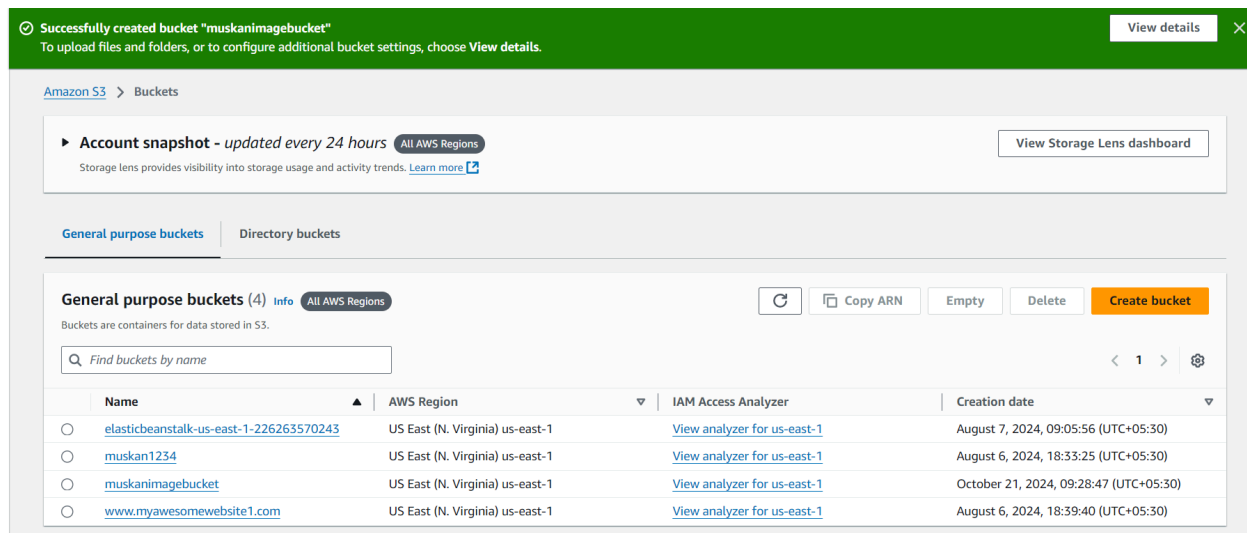 Successfully created bucket "muskanimagebucket"
View details
To upload files and folders, or to configure additional bucket settings, choose View details.
Amazon S3 > Buckets
Account snapshot - updated every 24 hours All AWS Regions
View Storage Lens dashboard
Storage lens provides visibility into storage usage and activity trends. Learn more
General purpose buckets Directory buckets
General purpose buckets (4) Info All AWS Regions
Copy ARN Empty Delete Create bucket
Buckets are containers for data stored in S3.
Find buckets by name
< 1 >
Name AWS Region IAM Access Analyzer Creation date
elasticbeanstalk-us-east-1-226263570243 US East (N. Virginia) us-east-1 View analyzer for us-east-1 August 7, 2024, 09:05:56 (UTC+05:30)
muskan1234 US East (N. Virginia) us-east-1 View analyzer for us-east-1 August 6, 2024, 18:33:25 (UTC+05:30)
muskanimagebucket US East (N. Virginia) us-east-1 View analyzer for us-east-1 October 21, 2024, 09:28:47 (UTC+05:30)
www.myawesomewebsite1.com US East (N. Virginia) us-east-1 View analyzer for us-east-1 August 6, 2024, 18:39:40 (UTC+05:30)